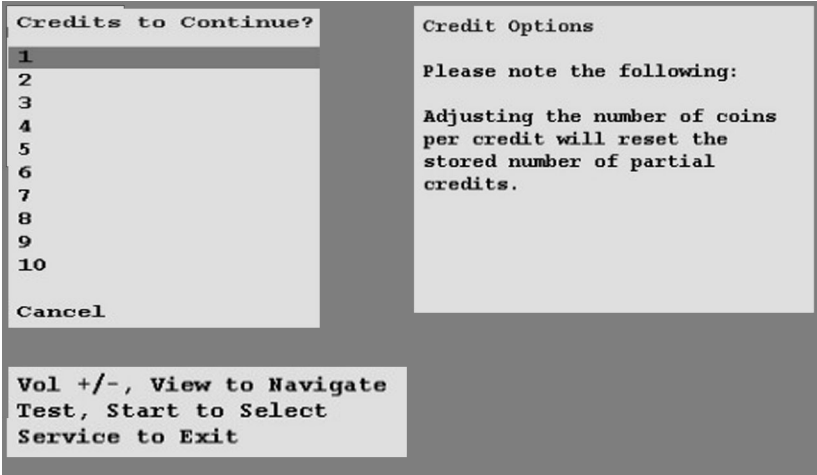 Credits to Continue?
1
2
3
4
5
6
7
8
9
10
Cancel
Credit Options
Please note the following:
Adjusting the number of coins
per credit will reset the
stored number of partial
credits.
Vol +/-, View to Navigate
Test, Start to Select
Service to Exit